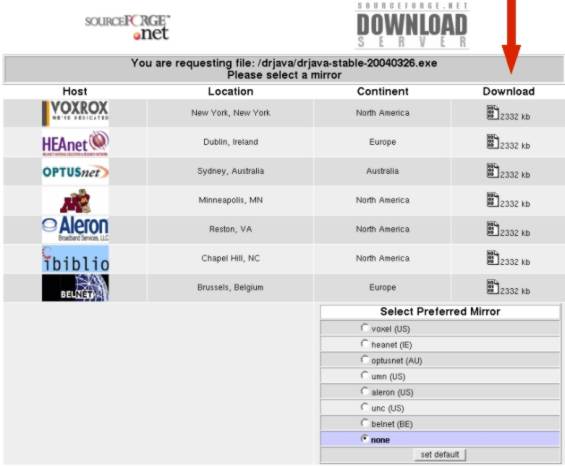 SOURCEFORGE™
.net
SOURCEFORGE.NET
DOWNLOAD
SERVER
You are requesting file: /drjava/drjava-stable-20040326.exe
Please select a mirror
Host Location Continent Download
VOXROX New York, New York North America 2332 kb
WE'RE DEDICATED
HEAnet Dublin, Ireland Europe 2332 kb
OPTUSnet Sydney, Australia Australia 2332 kb
M Minneapolis, MN North America 2332 kb
Aleron Reston, VA North America 2332 kb
Broadband Services, LLC
ibiblio Chapel Hill, NC North America 2332 kb
BELNET Brussels, Belgium Europe 2332 kb
Select Preferred Mirror
voxel (US)
heanet (IE)
optusnet (AU)
umn (US)
aleron (US)
unc (US)
belnet (BE)
none
set default